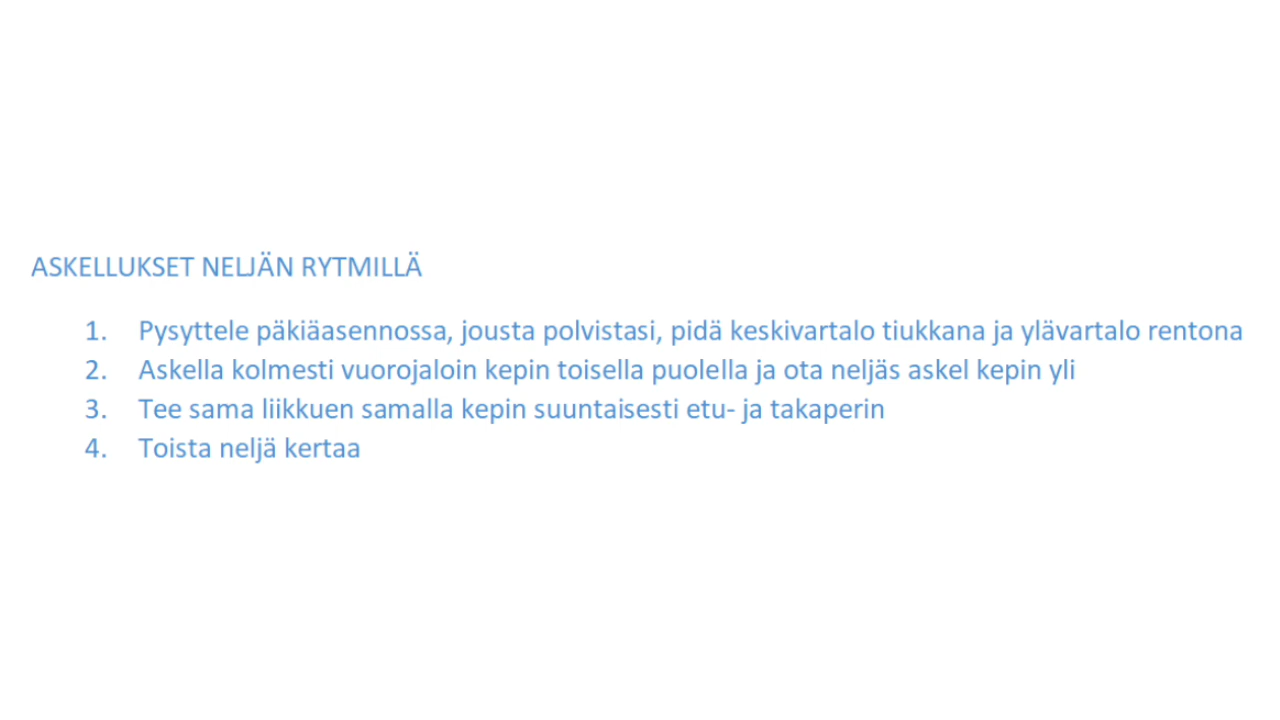 ASKELLUKSET NELJÄN RYTMILLÄ
1. Pysyttele päkiäasennossa, jousta polvistasi, pidä keskivartalo tiukkana ja ylävartalo rentona
2. Askella kolmesti vuorojaloin kepin toisella puolella ja ota neljäs askel kepin yli
3. Tee sama liikkuen samalla kepin suuntaisesti etu- ja takaperin
4. Toista neljä kertaa